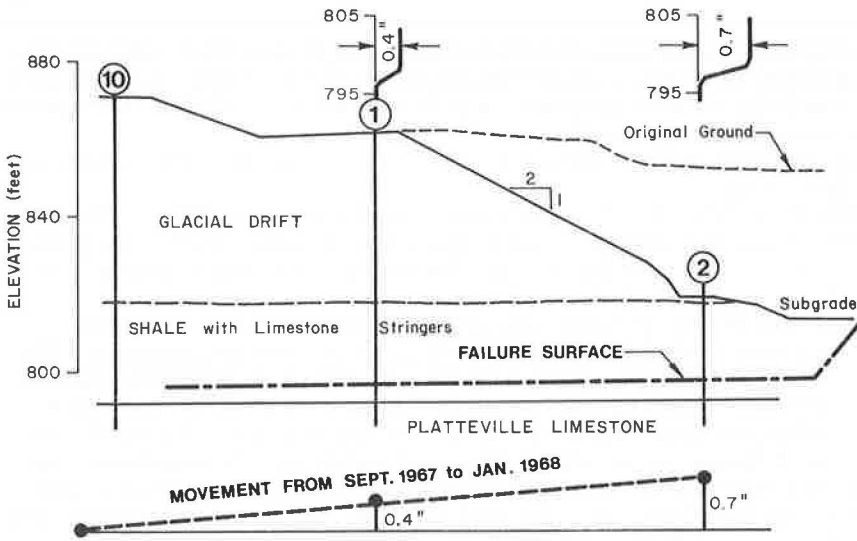 805
0.4"
795
805
0.7"
795
880
10
1
Original Ground
2
1
ELEVATION (feet)
840
GLACIAL DRIFT
2
Subgrade
SHALE with Limestone Stringers
FAILURE SURFACE
800
PLATTEVILLE LIMESTONE
MOVEMENT FROM SEPT. 1967 to JAN. 1968
0.4"
0.7"